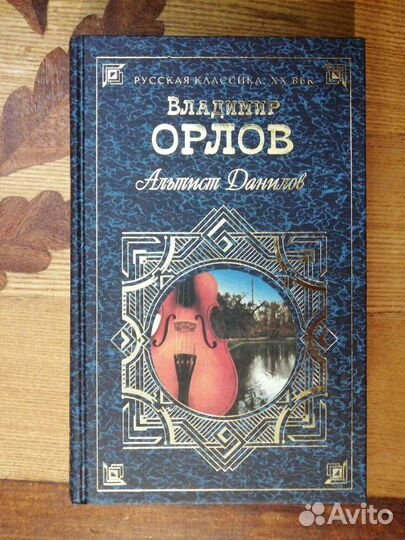 РУССКАЯ КЛАССИКА: XX ВЕК
ВЛАДИМИР
ОРЛОВ
Альтист Данилов
Avito